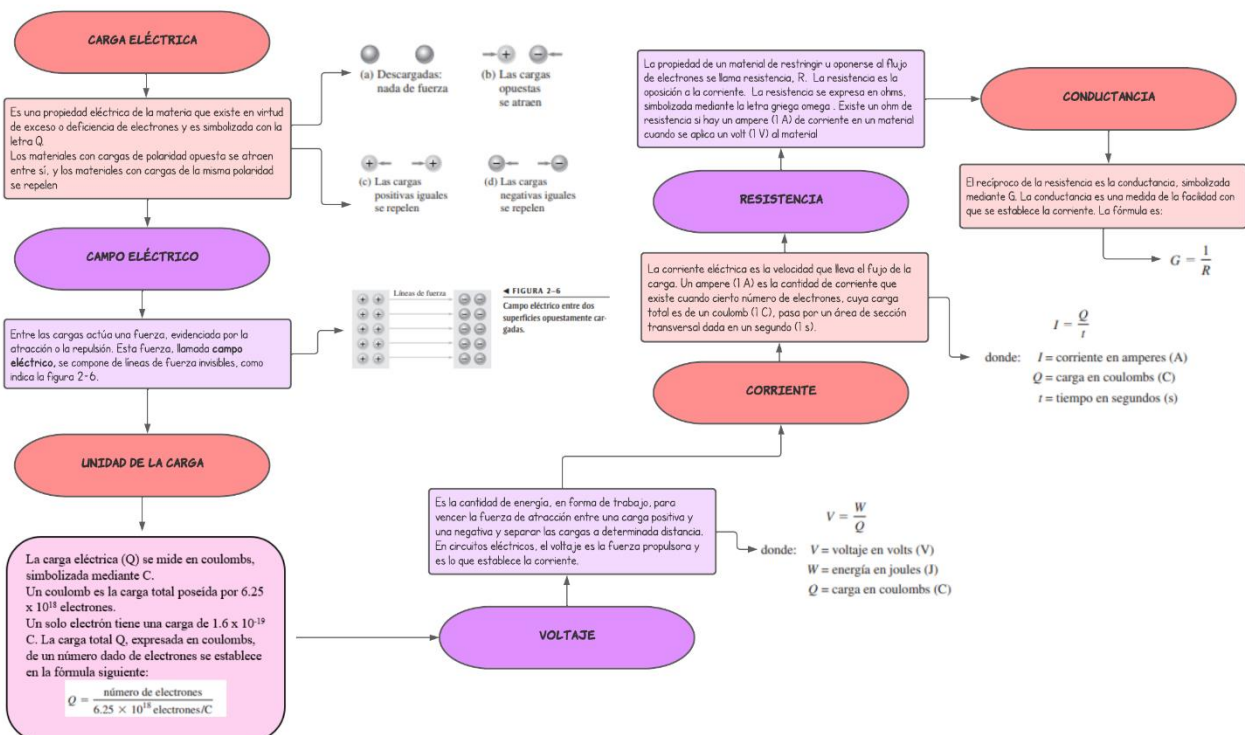 CARGA ELÉCTRICA
Es una propiedad eléctrica de la materia que existe en virtud
de exceso o deficiencia de electrones y es simbolizada con la
letra Q.
Los materiales con cargas de polaridad opuesta se atraen
entre sí, y los materiales con cargas de la misma polaridad
se repelen
(a) Descargadas:
nada de fuerza
(b) Las cargas
opuestas
se atraen
(c) Las cargas
positivas iguales
se repelen
(d) Las cargas
negativas iguales
se repelen
CAMPO ELÉCTRICO
Entre las cargas actúa una fuerza, evidenciado por la
atracción o la repulsión. Esta fuerza, llamada campo
eléctrico, se compone de líneas de fuerza invisibles, como
indica la figura 2-6.
Líneas de fuerza
◄ FIGURA 2–6
Campo eléctrico entre dos
superficies opuestamente car-
gadas.
UNIDAD DE LA CARGA
La carga eléctrica (Q) se mide en coulombs,
simbolizada mediante C.
Un coulomb es la carga total poseída por 6.25
x 10¹⁸ electrones.
Un solo electrón tiene una carga de 1.6 x 10⁻¹⁹
C. La carga total Q, expresada en coulombs,
de un número dado de electrones se establece
en la fórmula siguiente:
Q = número de electrones / 6.25 × 10¹⁸ electrones/C
VOLTAJE
Es la cantidad de energía, en forma de trabajo, para
vencer la fuerza de atracción entre una carga positiva y
una negativa y separar las cargas a determinada distancia.
En circuitos eléctricos, el voltaje es la fuerza propulsora y
es lo que establece la corriente.
V = W / Q
donde: V = voltaje en volts (V)
W = energía en joules (J)
Q = carga en coulombs (C)
CORRIENTE
La corriente eléctrica es la velocidad que lleva el flujo de la
carga. Un ampere (1 A) es la cantidad de corriente que
existe cuando cierto número de electrones, cuya carga
total es de un coulomb (1 C), pasa por un área de sección
transversal dada en un segundo (1 s).
I = Q / t
donde: I = corriente en amperes (A)
Q = carga en coulombs (C)
t = tiempo en segundos (s)
RESISTENCIA
La propiedad de un material de restringir u oponerse al flujo
de electrones se llama resistencia, R. La resistencia es la
oposición a la corriente. La resistencia se expresa en ohms,
simbolizada mediante la letra griega omega . Existe un ohm de
resistencia si hay un ampere (1 A) de corriente en un material
cuando se aplica un volt (1 V) al material
CONDUCTANCIA
El recíproco de la resistencia es la conductancia, simbolizada
mediante G. La conductancia es una medida de la facilidad con
que se establece la corriente. La fórmula es:
G = 1 / R